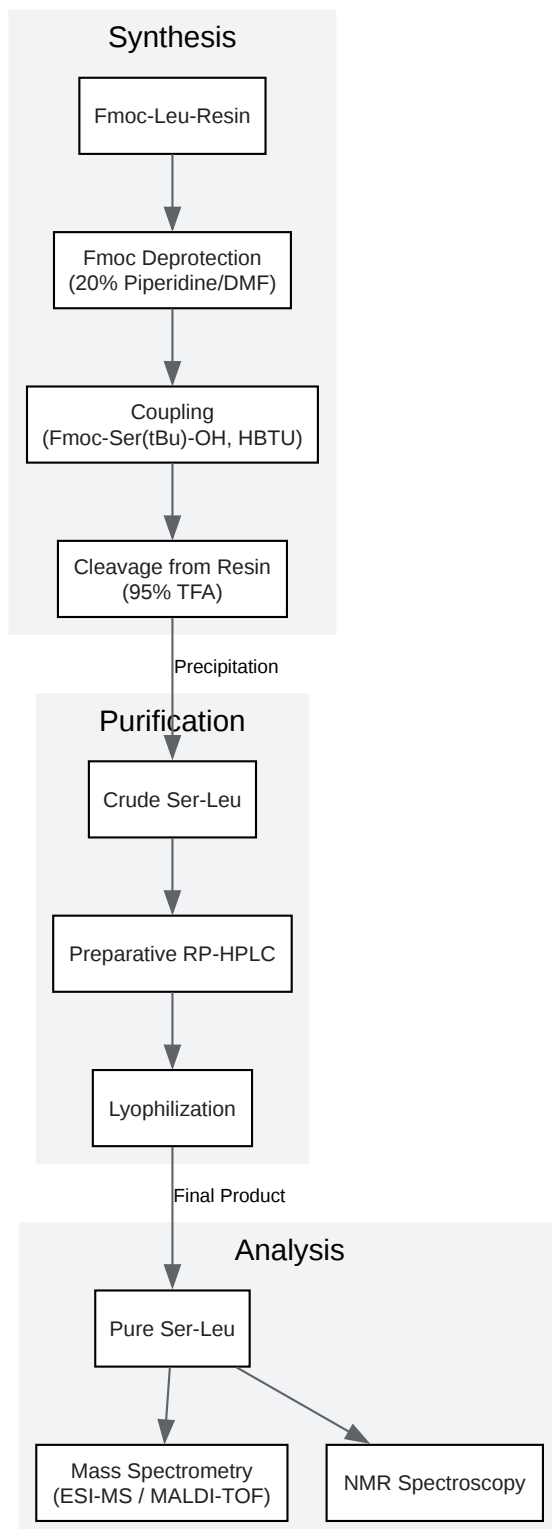 Synthesis
Fmoc-Leu-Resin
Fmoc Deprotection
(20% Piperidine/DMF)
Coupling
(Fmoc-Ser(tBu)-OH, HBTU)
Cleavage from Resin
(95% TFA)
Precipitation
Purification
Crude Ser-Leu
Preparative RP-HPLC
Lyophilization
Final Product
Analysis
Pure Ser-Leu
Mass Spectrometry
(ESI-MS / MALDI-TOF)
NMR Spectroscopy